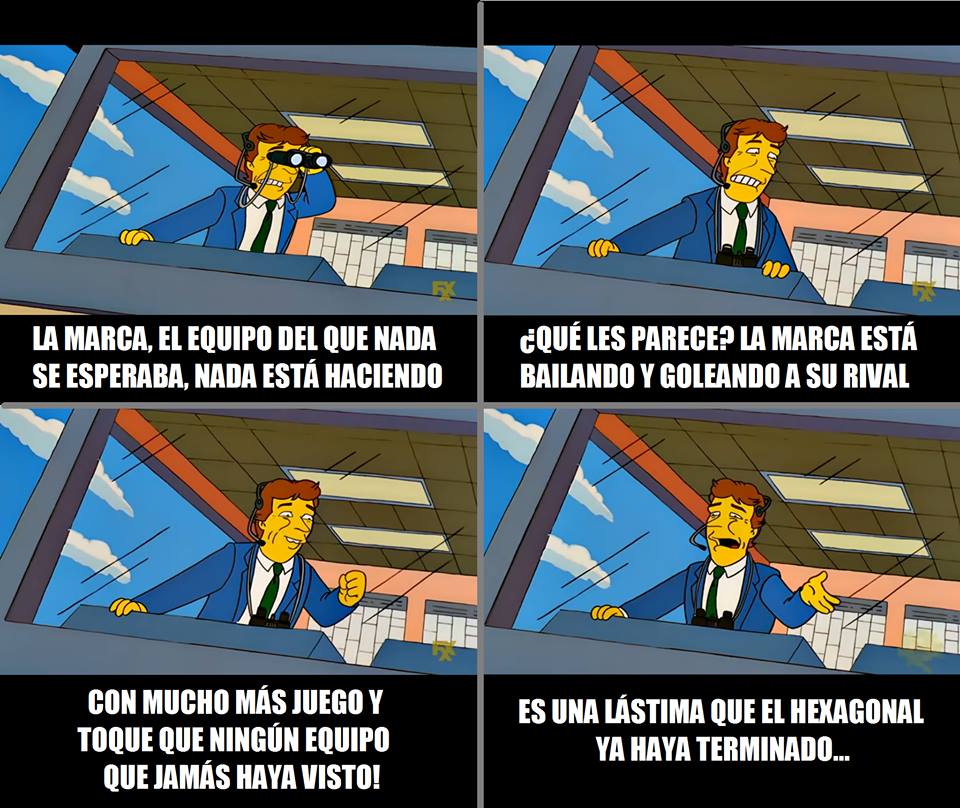 FX
FX
LA MARCA, EL EQUIPO DEL QUE NADA
SE ESPERABA, NADA ESTÁ HACIENDO
¿QUÉ LES PARECE? LA MARCA ESTÁ
BAILANDO Y GOLEANDO A SU RIVAL
FX
CON MUCHO MÁS JUEGO Y
TOQUE QUE NINGÚN EQUIPO
QUE JAMÁS HAYA VISTO!
ES UNA LÁSTIMA QUE EL HEXAGONAL
YA HAYA TERMINADO...